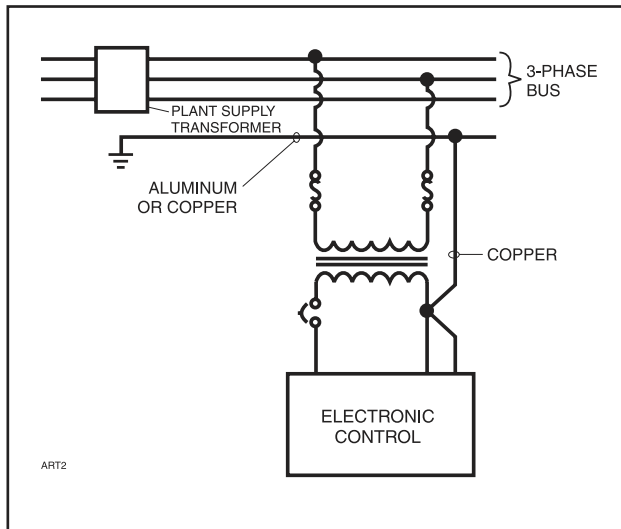 3-PHASE
BUS
PLANT SUPPLY
TRANSFORMER
ALUMINUM
OR COPPER
COPPER
ELECTRONIC
CONTROL
ART2